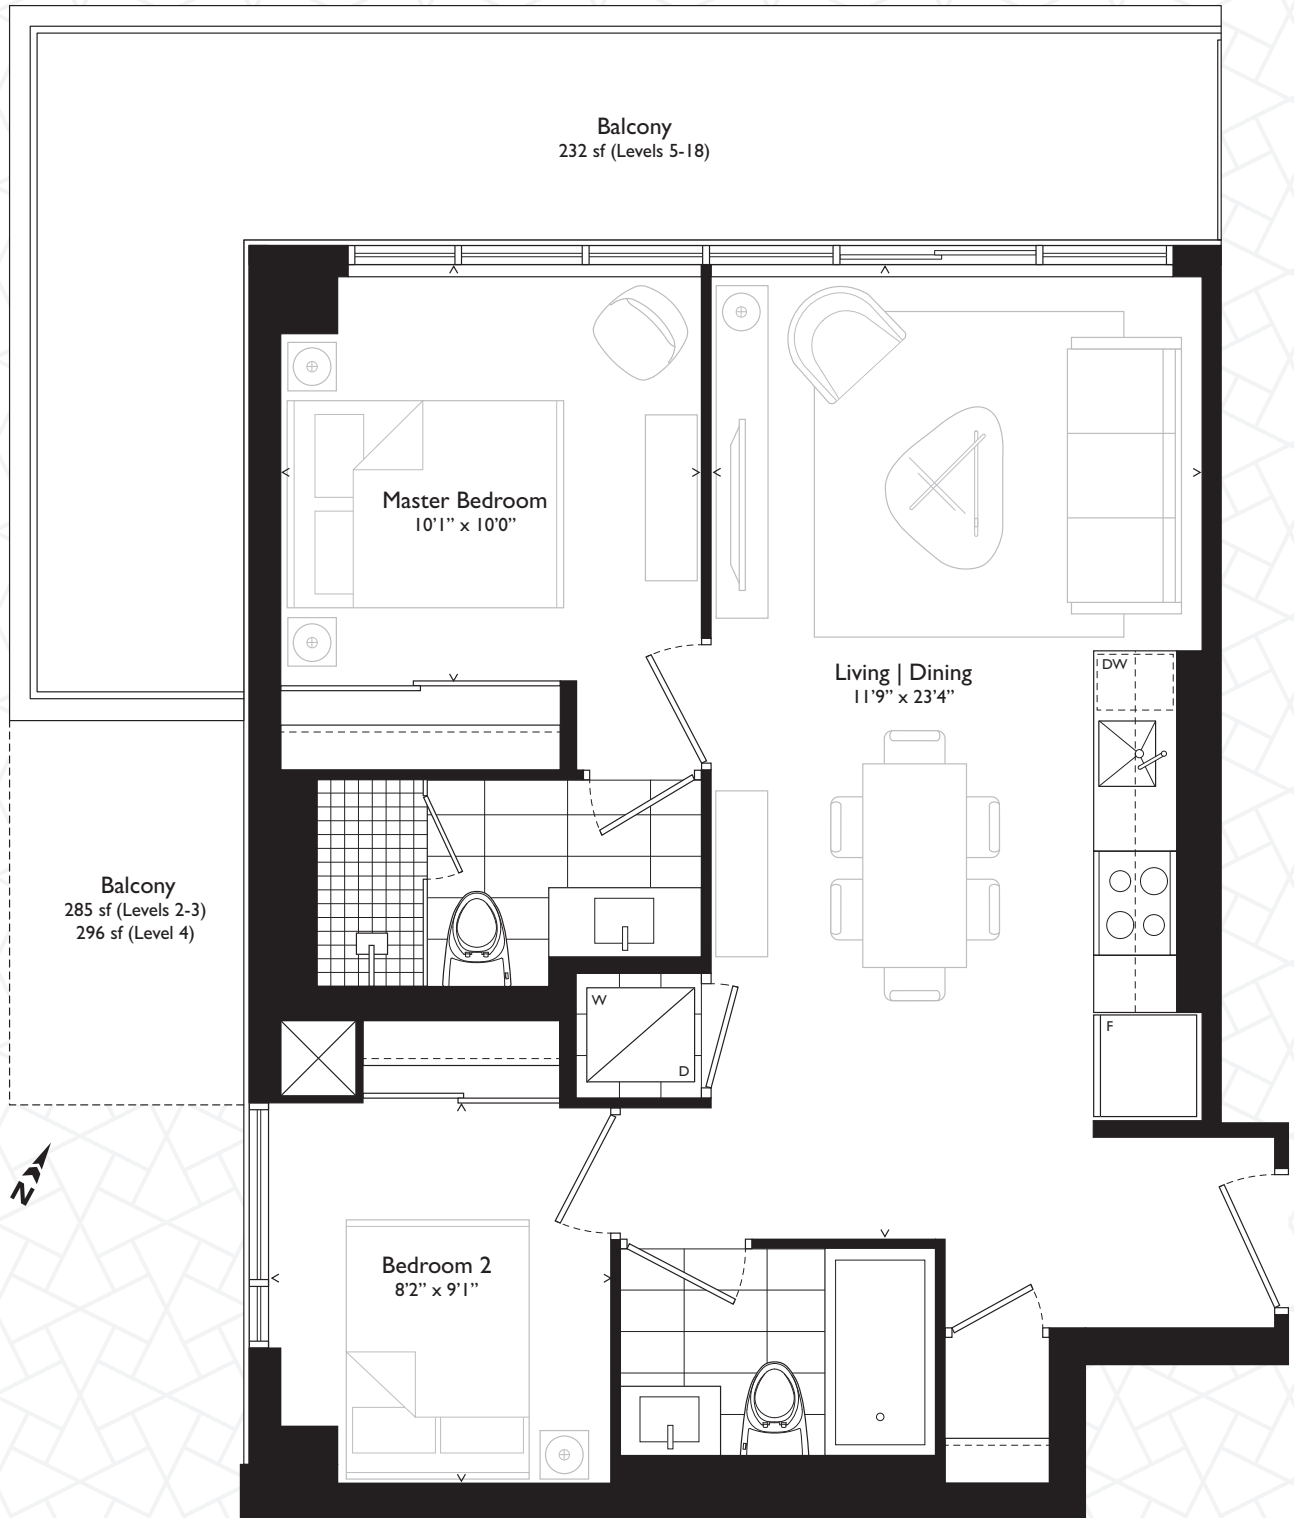 Balcony
232 sf (Levels 5-18)
Master Bedroom
10’1” x 10’0”
Living | Dining
11’9” x 23’4”
DW
Balcony
285 sf (Levels 2-3)
296 sf (Level 4)
W
D
F
N
Bedroom 2
8’2” x 9’1”